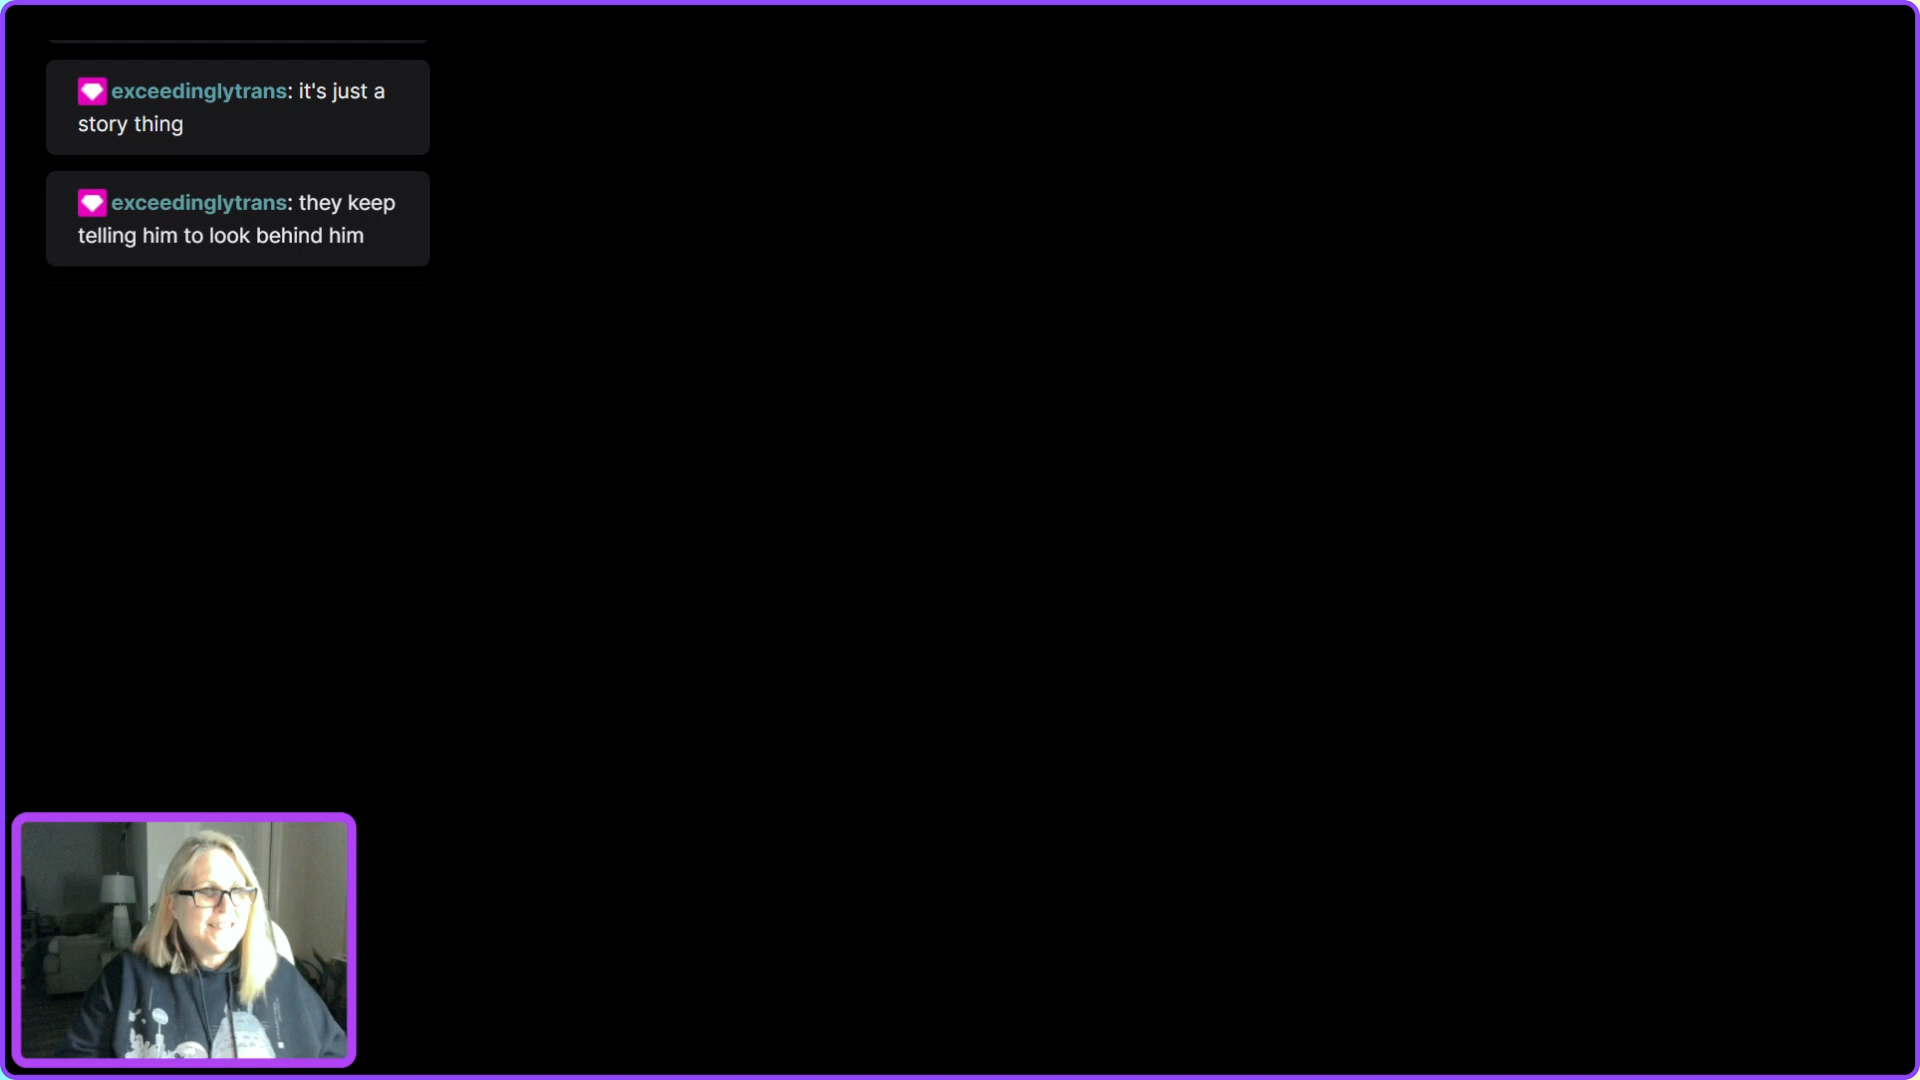 exceedinglytrans: it's just a
story thing
exceedinglytrans: they keep
telling him to look behind him